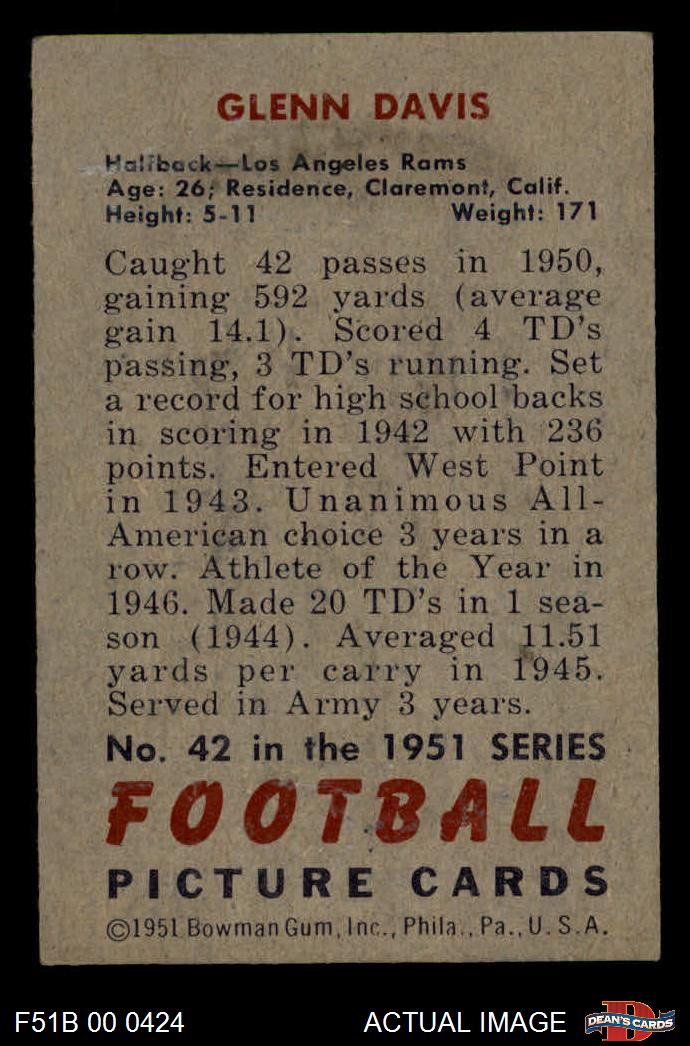 GLENN DAVIS
Halfback—Los Angeles Rams
Age: 26; Residence, Claremont, Calif.
Height: 5-11 Weight: 171
Caught 42 passes in 1950,
gaining 592 yards (average
gain 14.1). Scored 4 TD's
passing, 3 TD's running. Set
a record for high school backs
in scoring in 1942 with 236
points. Entered West Point
in 1943. Unanimous All-
American choice 3 years in a
row. Athlete of the Year in
1946. Made 20 TD's in 1 sea-
son (1944). Averaged 11.51
yards per carry in 1945.
Served in Army 3 years.
No. 42 in the 1951 SERIES
FOOTBALL
PICTURE CARDS
©1951 Bowman Gum, Inc., Phila., Pa., U.S.A.
F51B 00 0424 ACTUAL IMAGE D DEAN'S CARDS